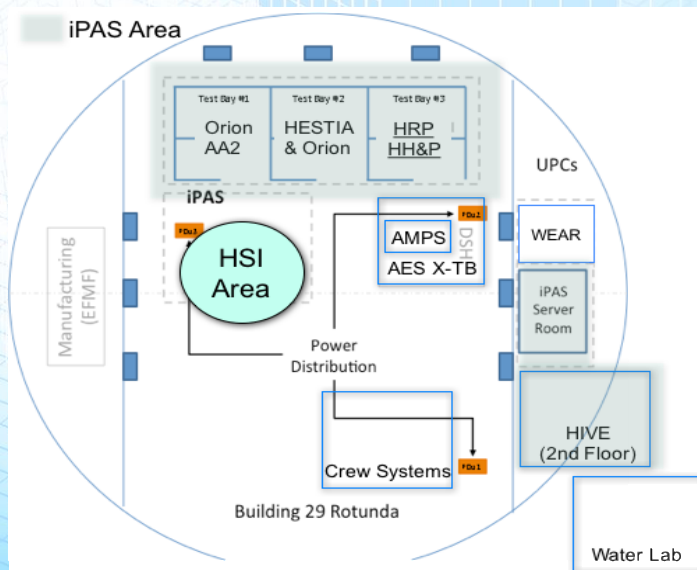 iPAS Area
Test Bay #1
Test Bay #2
Test Bay #3
Orion
AA2
HESTIA
& Orion
HRP
HH&P
UPCs
iPAS
PDu3
HSI
Area
PDu2
AMPS
DSH
AES X-TB
WEAR
iPAS
Server
Room
Manufacturing
(EFMF)
Power
Distribution
HIVE
(2nd Floor)
Crew Systems
PDu1
Building 29 Rotunda
Water Lab